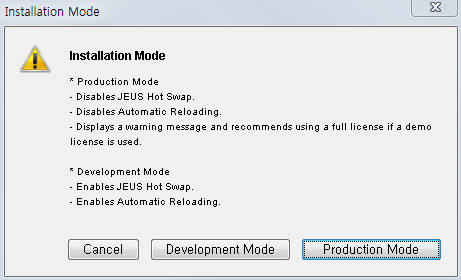 Installation Mode
Installation Mode
* Production Mode
- Disables JEUS Hot Swap.
- Disables Automatic Reloading.
- Displays a warning message and recommends using a full license if a demo
license is used.
* Development Mode
- Enables JEUS Hot Swap.
- Enables Automatic Reloading.
Cancel
Development Mode
Production Mode